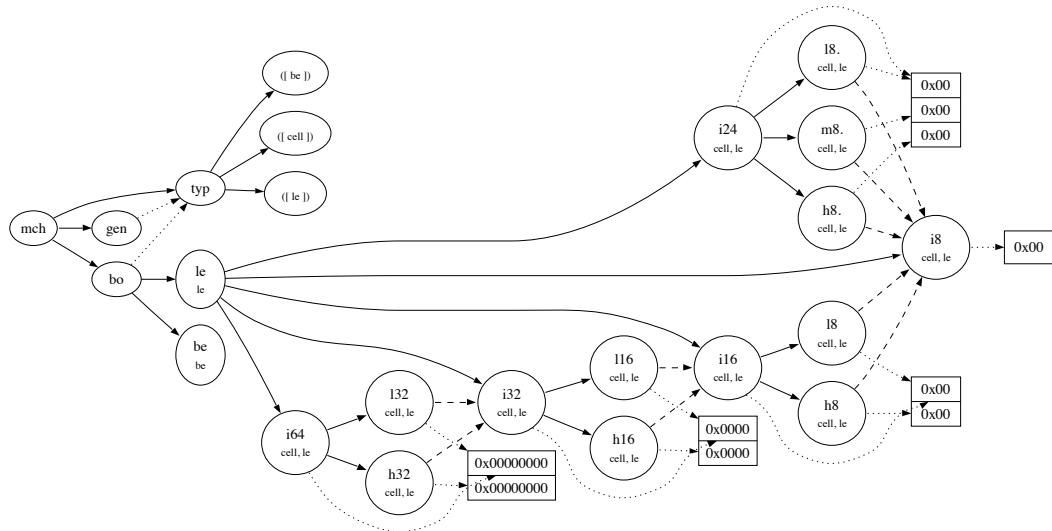 mch
gen
bo
typ
([ be ])
([ cell ])
([ le ])
le
le
be
be
i64
cell, le
l32
cell, le
h32
cell, le
0x00000000
0x00000000
i32
cell, le
l16
cell, le
h16
cell, le
0x0000
0x0000
i24
cell, le
i16
cell, le
l8.
cell, le
m8.
cell, le
h8.
cell, le
l8
cell, le
h8
cell, le
0x00
0x00
0x00
i8
cell, le
0x00
0x00
0x00